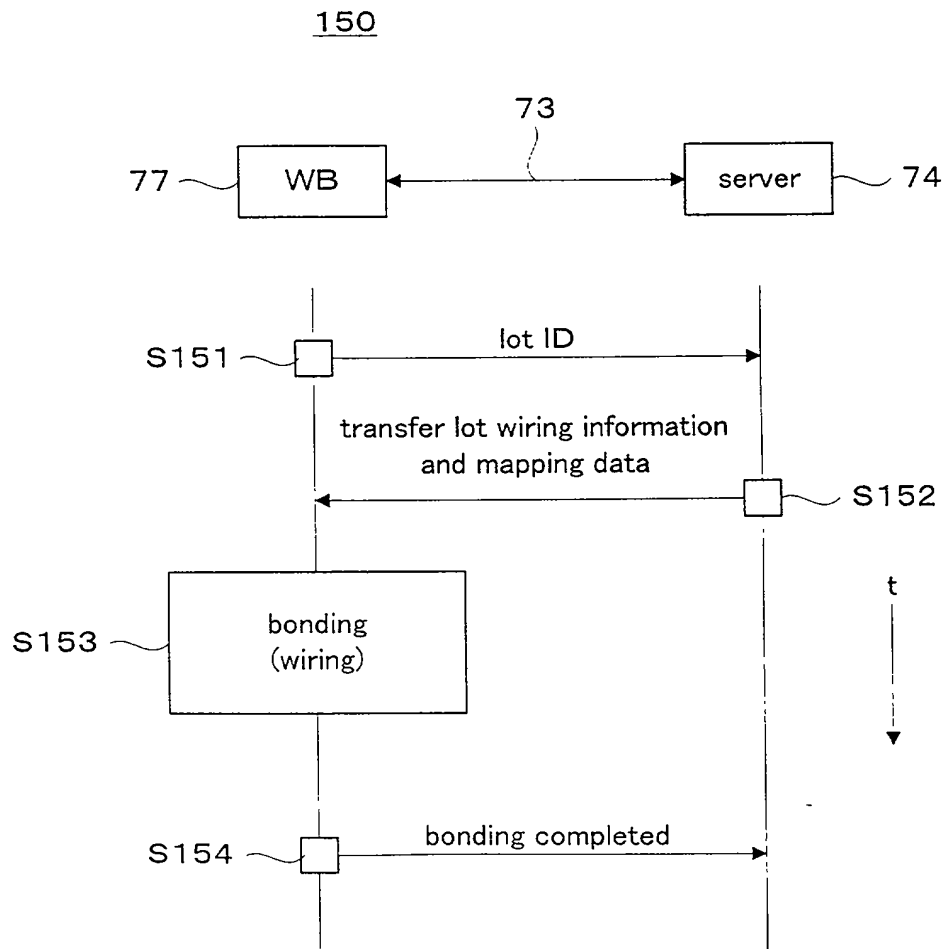 150
73
77
WB
server
74
S151
lot ID
transfer lot wiring information
and mapping data
S152
t
S153
bonding
(wiring)
S154
bonding completed